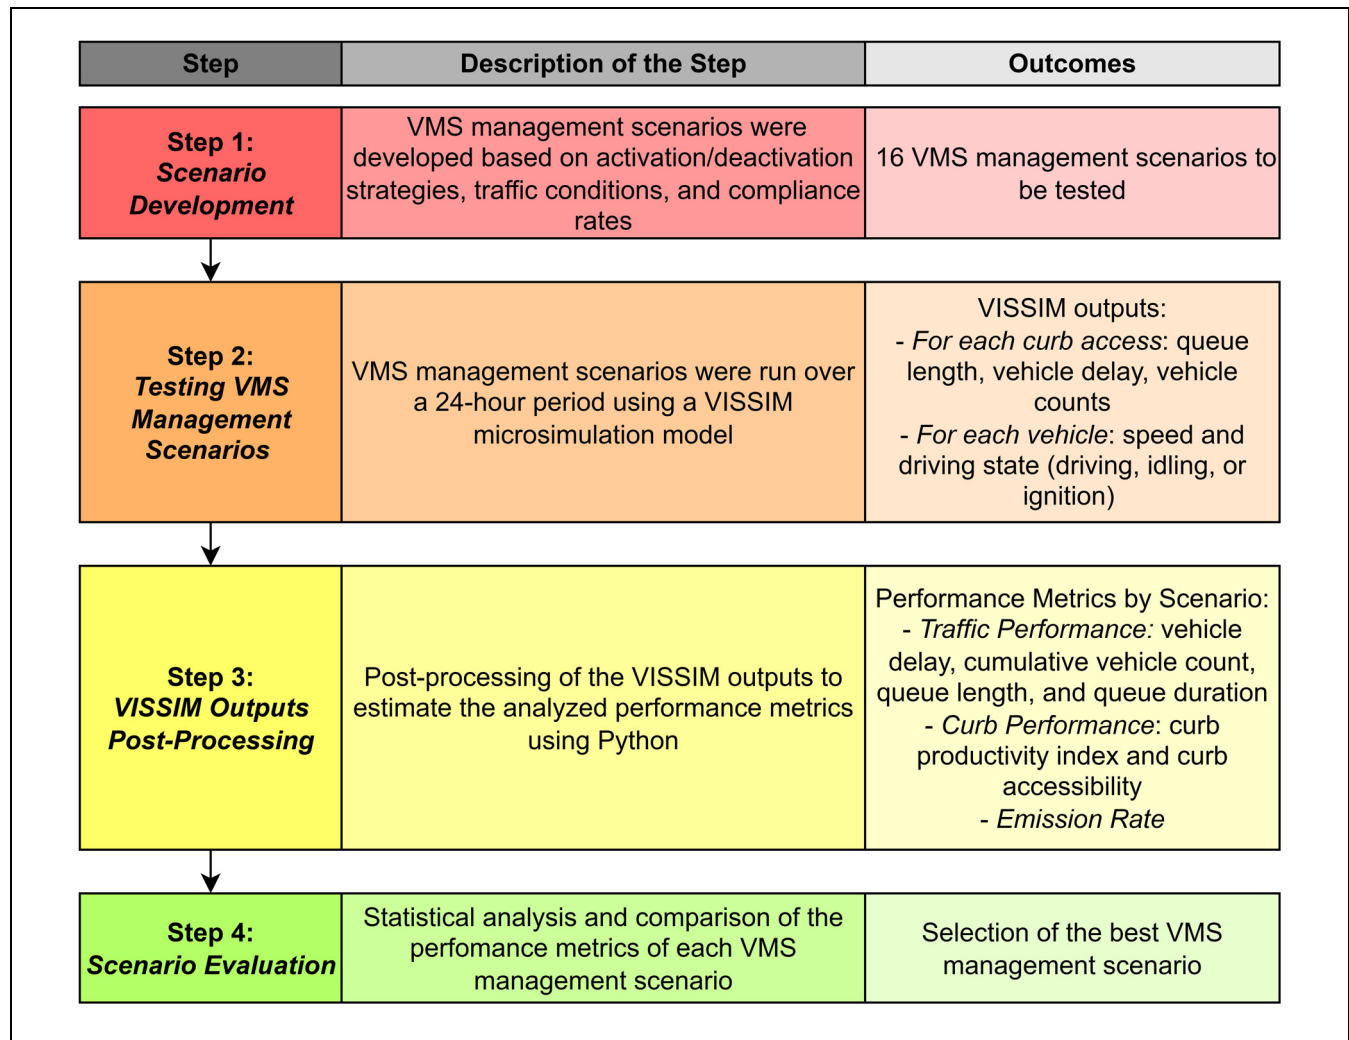 Step
Description of the Step
Outcomes
Step 1:
Scenario
Development
VMS management scenarios were
developed based on activation/deactivation
strategies, traffic conditions, and compliance
rates
16 VMS management scenarios to
be tested
Step 2:
Testing VMS
Management
Scenarios
VMS management scenarios were run over
a 24-hour period using a VISSIM
microsimulation model
VISSIM outputs:
- For each curb access: queue
length, vehicle delay, vehicle
counts
- For each vehicle: speed and
driving state (driving, idling, or
ignition)
Step 3:
VISSIM Outputs
Post-Processing
Post-processing of the VISSIM outputs to
estimate the analyzed performance metrics
using Python
Performance Metrics by Scenario:
- Traffic Performance: vehicle
delay, cumulative vehicle count,
queue length, and queue duration
- Curb Performance: curb
productivity index and curb
accessibility
- Emission Rate
Step 4:
Scenario Evaluation
Statistical analysis and comparison of the
perfomance metrics of each VMS
management scenario
Selection of the best VMS
management scenario